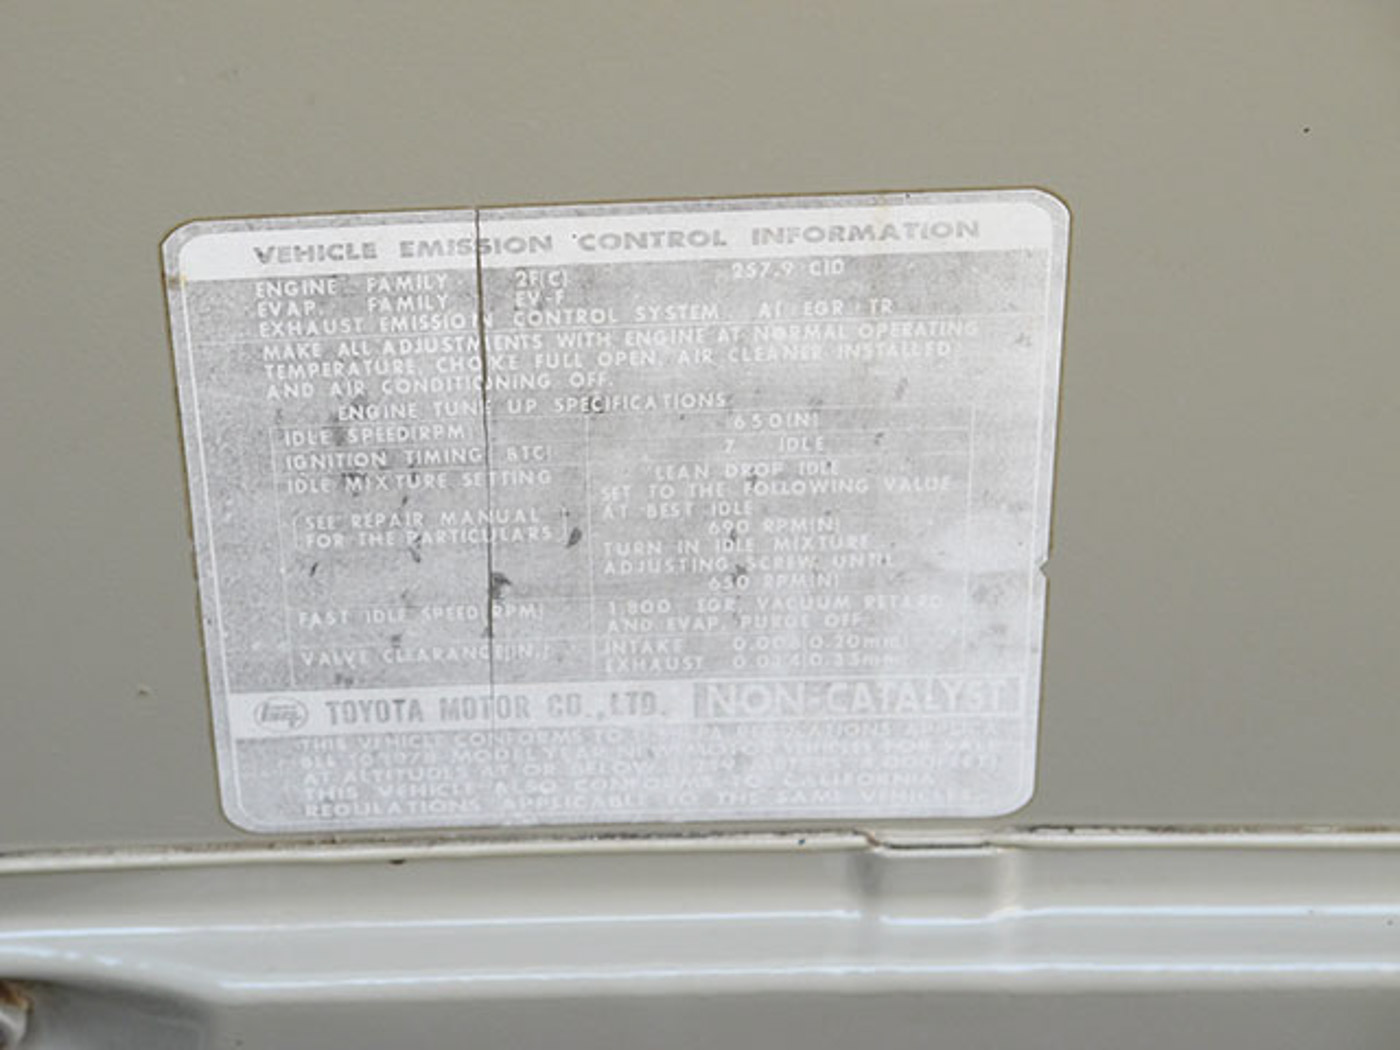 VEHICLE EMISSION CONTROL INFORMATION
ENGINE FAMILY 2F(C) 257.9 CID
EVAP. FAMILY EV-F
EXHAUST EMISSION CONTROL SYSTEM AI EGR TR
MAKE ALL ADJUSTMENTS WITH ENGINE AT NORMAL OPERATING
TEMPERATURE, CHOKE FULL OPEN, AIR CLEANER INSTALLED
AND AIR CONDITIONING OFF.
ENGINE TUNE UP SPECIFICATIONS
IDLE SPEED(RPM) 650(N)
IGNITION TIMING BTC) 7 IDLE
IDLE MIXTURE SETTING LEAN DROP IDLE
SET TO THE FOLLOWING VALUE
AT BEST IDLE
(SEE REPAIR MANUAL 690 RPM(N)
FOR THE PARTICULARS)
TURN IN IDLE MIXTURE
ADJUSTING SCREW UNTIL
650 RPM(N)
FAST IDLE SPEED(RPM) 1,800 EGR, VACUUM RETARD
AND EVAP. PURGE OFF
VALVE CLEARANCE(IN.) INTAKE 0.008(0.20mm)
EXHAUST 0.014(0.35mm)
TOYOTA MOTOR CO.,LTD. NON-CATALYST
THIS VEHICLE CONFORMS TO REGULATIONS
MODEL YEAR NEW MOTOR VEHICLES FOR
AT ALTITUDES AT OR BELOW
THIS VEHICLE ALSO CONFORMS TO CALIFORNIA
REGULATIONS APPLICABLE TO THE SAME VEHICLES